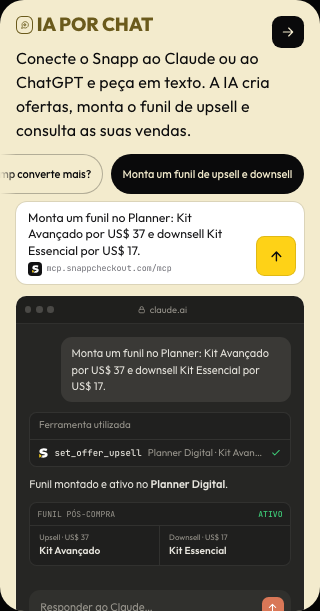 IA POR CHAT
Conecte o Snapp ao Claude ou ao
ChatGPT e peça em texto. A IA cria
ofertas, monta o funil de upsell e
consulta as suas vendas.
converte mais?
Monta um funil de upsell e downsell
Monta um funil no Planner: Kit
Avançado por US$ 37 e downsell Kit
Essencial por US$ 17.
mcp.snappcheckout.com/mcp
claude.ai
Monta um funil no Planner: Kit Avançado
por US$ 37 e downsell Kit Essencial por
US$ 17.
Ferramenta utilizada
set_offer_upsell Planner Digital · Kit Avan...
Funil montado e ativo no Planner Digital.
FUNIL PÓS-COMPRA ATIVO
Upsell · US$ 37
Kit Avançado
Downsell · US$ 17
Kit Essencial
Responder ao Claude...